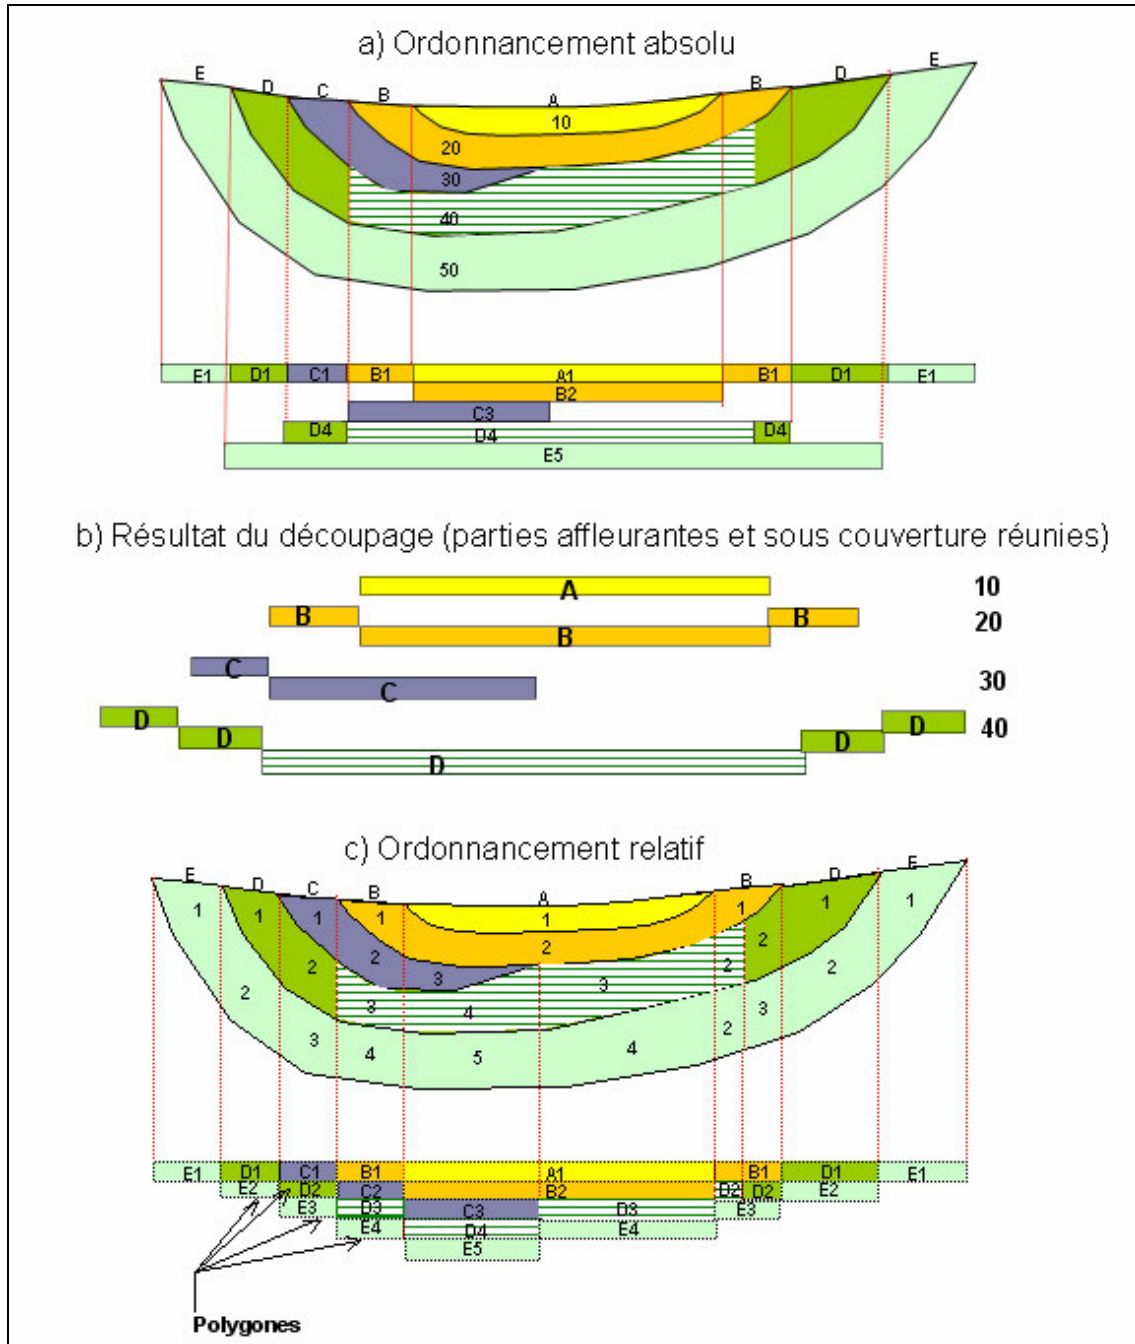 a) Ordonnancement absolu
E D C B A B D E
10
20
30
40
50
E1 D1 C1 B1 A1 B1 D1 E1
B2
C3
D4 D4 D4
E5
b) Résultat du découpage (parties affleurantes et sous couverture réunies)
A 10
B B 20
B
C 30
C
D D 40
D D
D
c) Ordonnancement relatif
E D C B A B D E
1 1 1 1 1 1 1 1
2 2 2 3 2 3 2 2 2
3 4 2 3
3 4 5 4
E1 D1 C1 B1 A1 B1 D1 E1
E2 D2 C2 B2 D2 D2 E2
E3 D3 C3 D3 E3
E4 D4 E4
E5
Polygones